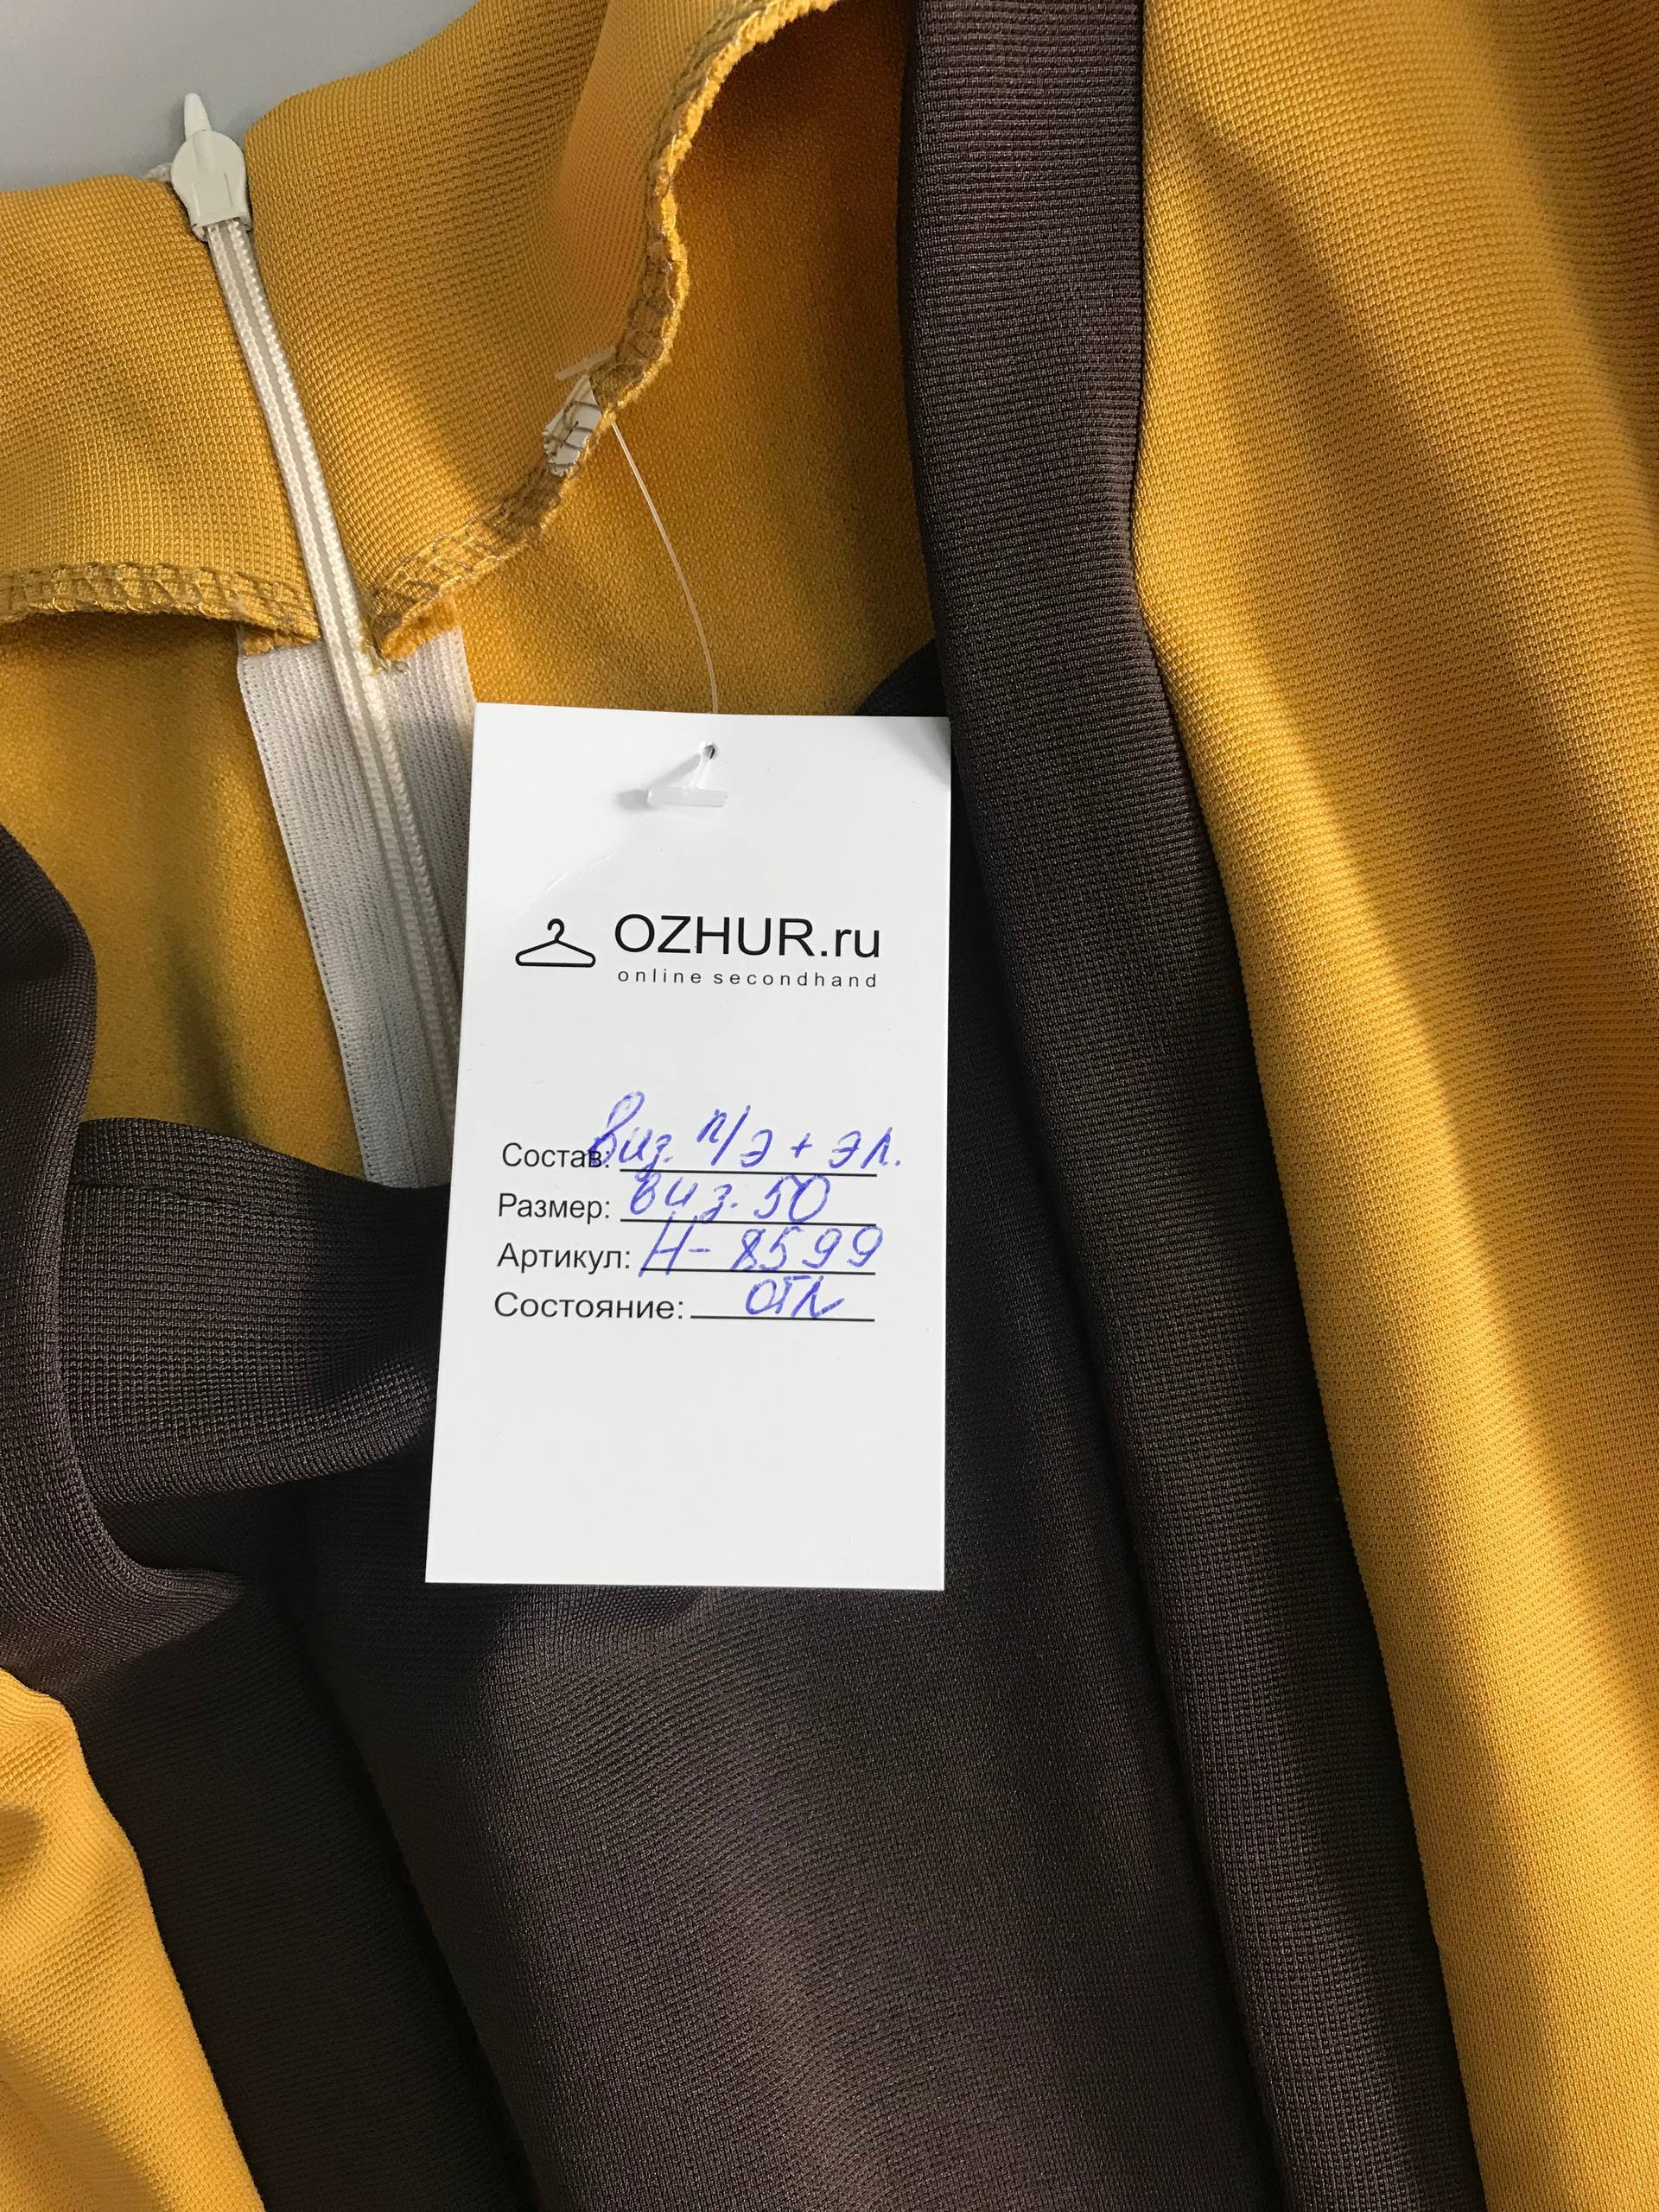 OZHUR.ru
online secondhand
Состав: Виз. п/э + эл.
Размер: виз. 50
Артикул: Н-8599
Состояние: отл